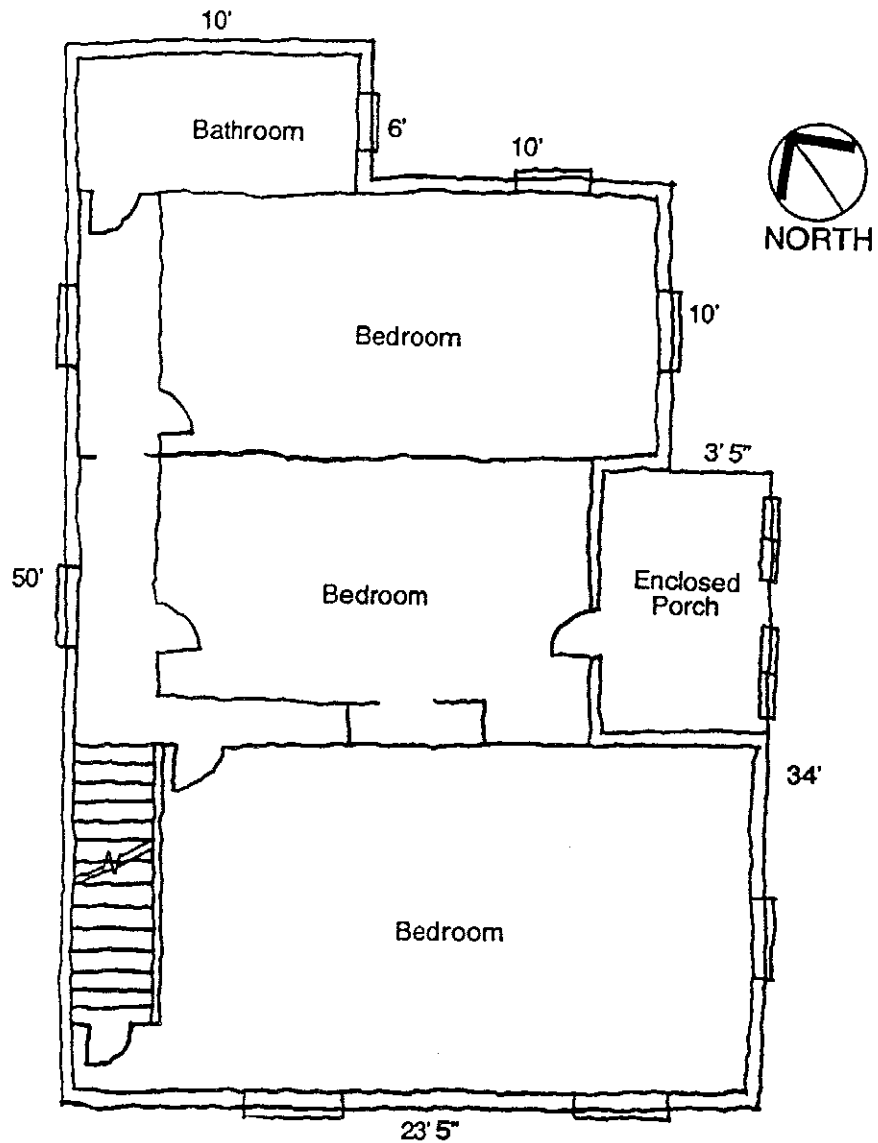 10'
Bathroom
6'
10'
NORTH
Bedroom
10'
3' 5"
50'
Bedroom
Enclosed
Porch
34'
Bedroom
23' 5"